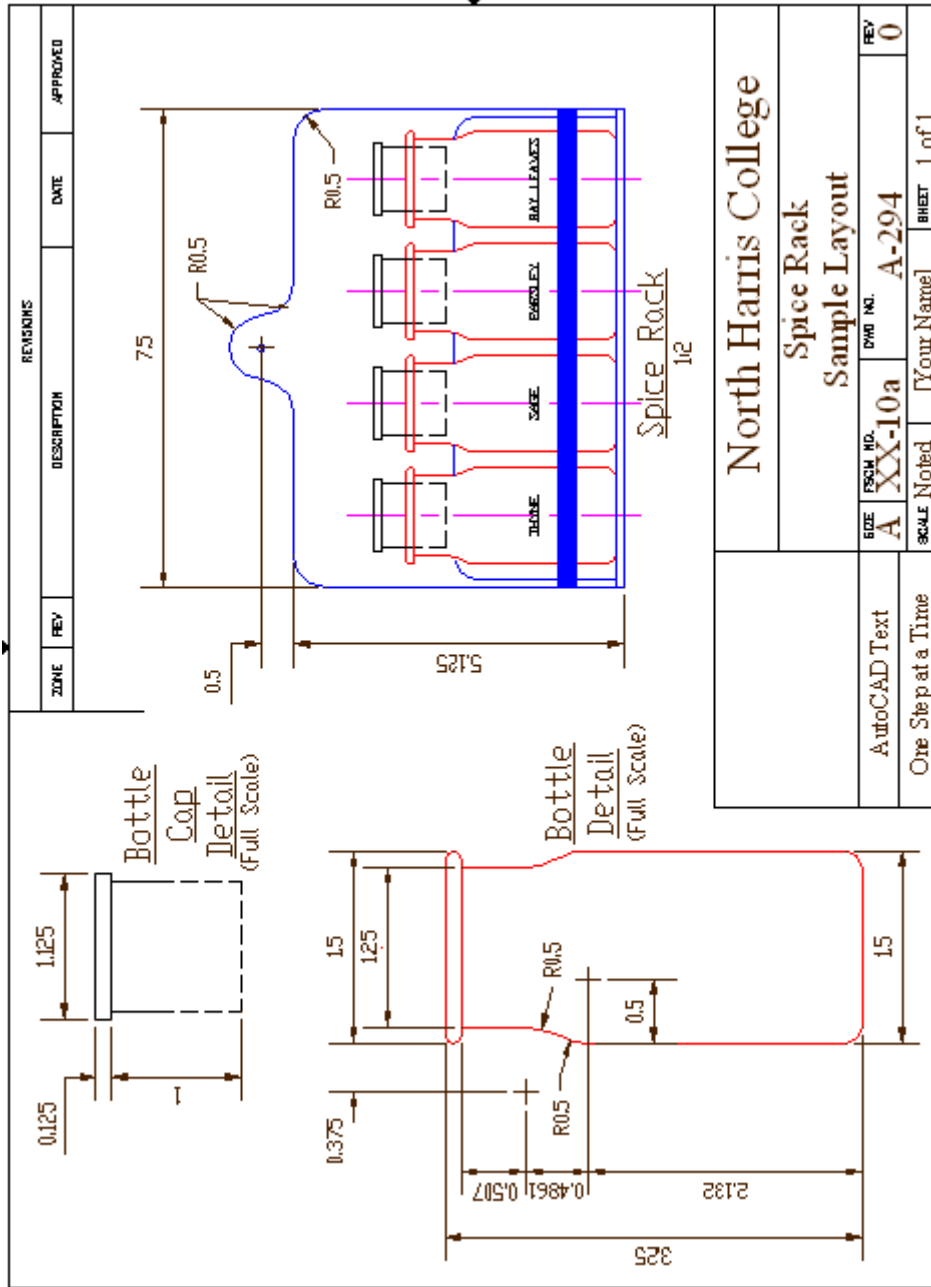 REVISIONS
ZONE REV DESCRIPTION DATE APPROVED
0.125
1.125
1
Bottle
Cap
Detail
(Full Scale)
0.5
7.5
R0.5
R0.5
5.125
THYME
SAGE
PARSLEY
BAY LEAVES
Spice Rack
1:2
0.375
1.5
1.25
R0.5
R0.5
0.5
0.507
0.4861
2.132
3.25
1.5
Bottle
Detail
(Full Scale)
North Harris College
Spice Rack
Sample Layout
AutoCAD Text
One Step at a Time
SIZE A
FSCM NO. XX-10a
DWG NO. A-294
REV 0
SCALE Noted
[Your Name]
SHEET 1 of 1